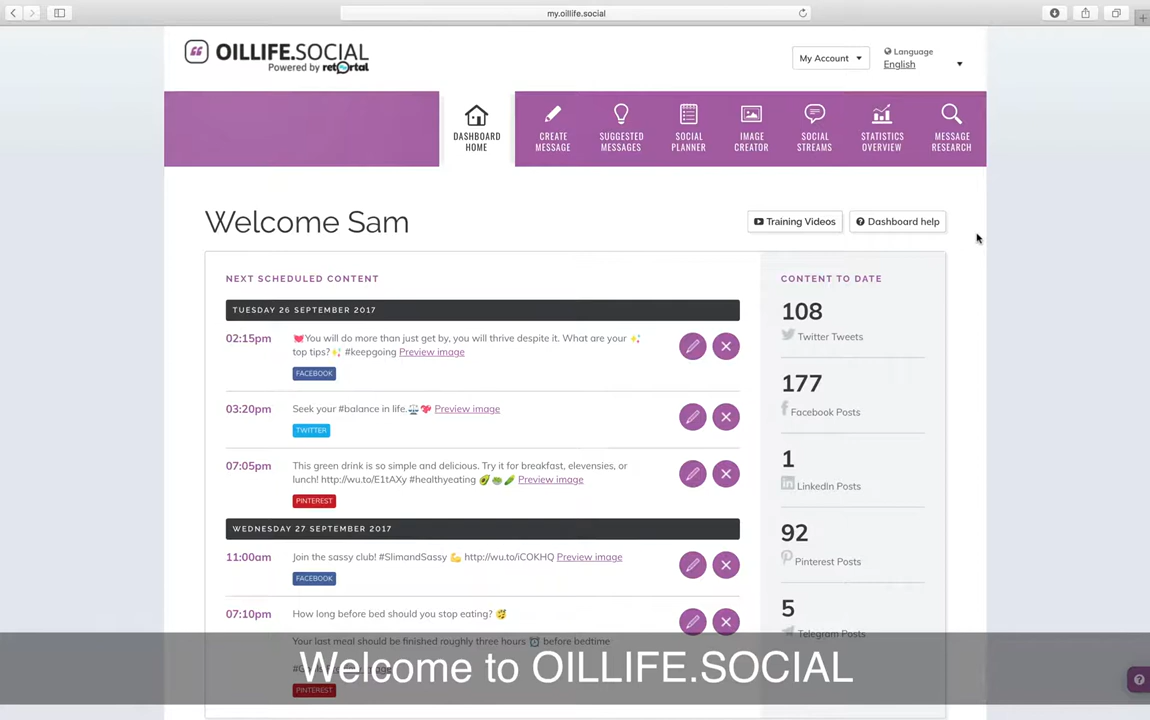 my.oillife.social
OILLIFE.SOCIAL
Powered by retortal
My Account
Language
English
DASHBOARD
HOME
CREATE
MESSAGE
SUGGESTED
MESSAGES
SOCIAL
PLANNER
IMAGE
CREATOR
SOCIAL
STREAMS
STATISTICS
OVERVIEW
MESSAGE
RESEARCH
Welcome Sam
Training Videos
Dashboard help
NEXT SCHEDULED CONTENT
TUESDAY 26 SEPTEMBER 2017
02:15pm
💓You will do more than just get by, you will thrive despite it. What are your ✨
top tips?✨ #keepgoing Preview image
FACEBOOK
03:20pm
Seek your #balance in life.⚖️💖 Preview image
TWITTER
07:05pm
This green drink is so simple and delicious. Try it for breakfast, elevensies, or
lunch! http://wu.to/E1tAXy #healthyeating 🥑🐸🥒 Preview image
PINTEREST
WEDNESDAY 27 SEPTEMBER 2017
11:00am
Join the sassy club! #SlimandSassy 💪 http://wu.to/iCOKHQ Preview image
FACEBOOK
07:10pm
How long before bed should you stop eating?
Your last meal should be finished roughly three hours ⏰ before bedtime
PINTEREST
CONTENT TO DATE
108
Twitter Tweets
177
Facebook Posts
1
LinkedIn Posts
92
Pinterest Posts
5
Telegram Posts
Welcome to OILLIFE.SOCIAL